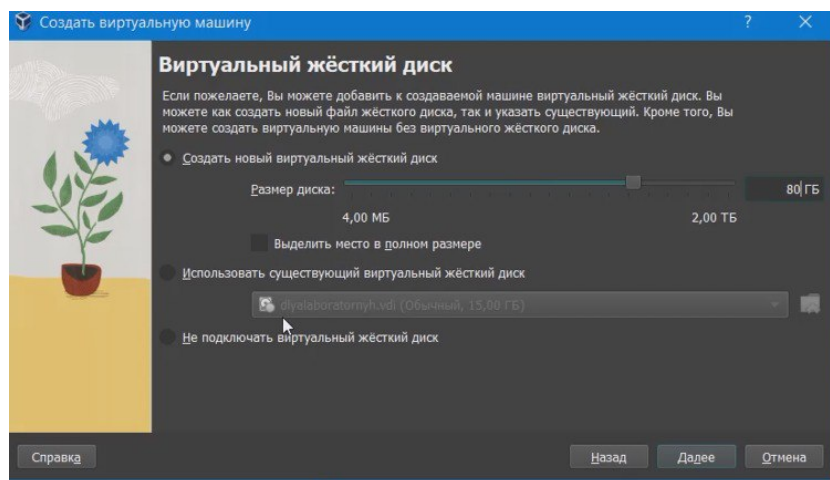 Создать виртуальную машину
?
Виртуальный жёсткий диск
Если пожелаете, Вы можете добавить к создаваемой машине виртуальный жёсткий диск. Вы
можете как создать новый файл жёсткого диска, так и указать существующий. Кроме того, Вы
можете создать виртуальную машины без виртуального жёсткого диска.
Создать новый виртуальный жёсткий диск
Размер диска: 80 ГБ
4,00 МБ 2,00 ТБ
Выделить место в полном размере
Использовать существующий виртуальный жёсткий диск
dlyalaboratornyh.vdi (Обычный, 15,00 ГБ)
Не подключать виртуальный жёсткий диск
Справка Назад Далее Отмена